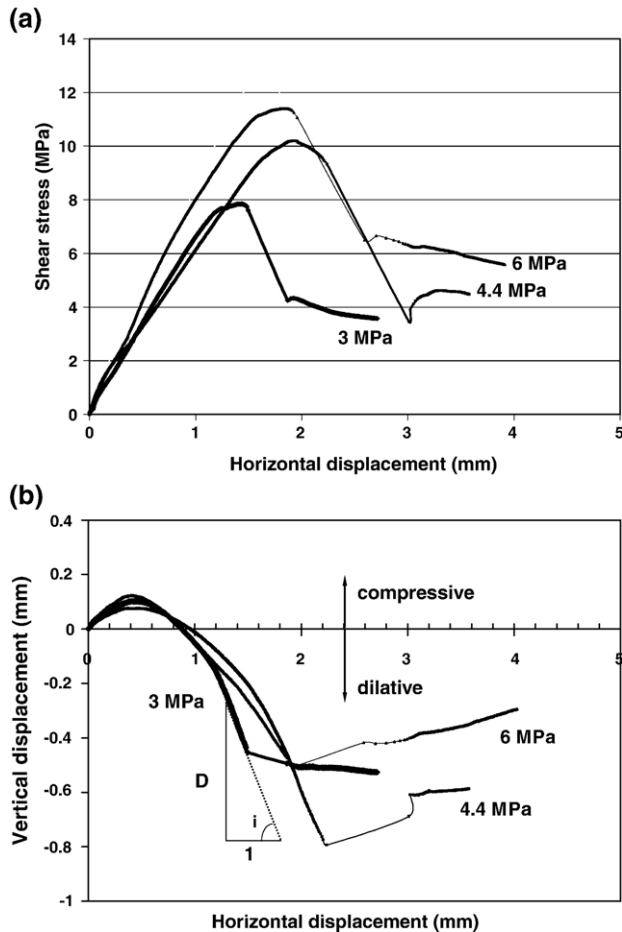 (a)
14
12
10
8
6
4
2
0
Shear stress (MPa)
6 MPa
4.4 MPa
3 MPa
0 1 2 3 4 5
Horizontal displacement (mm)
(b)
0.4
0.2
0
-0.2
-0.4
-0.6
-0.8
-1
Vertical displacement (mm)
compressive
0 1 2 3 4 5
dilative
3 MPa
6 MPa
D
4.4 MPa
i
1
Horizontal displacement (mm)